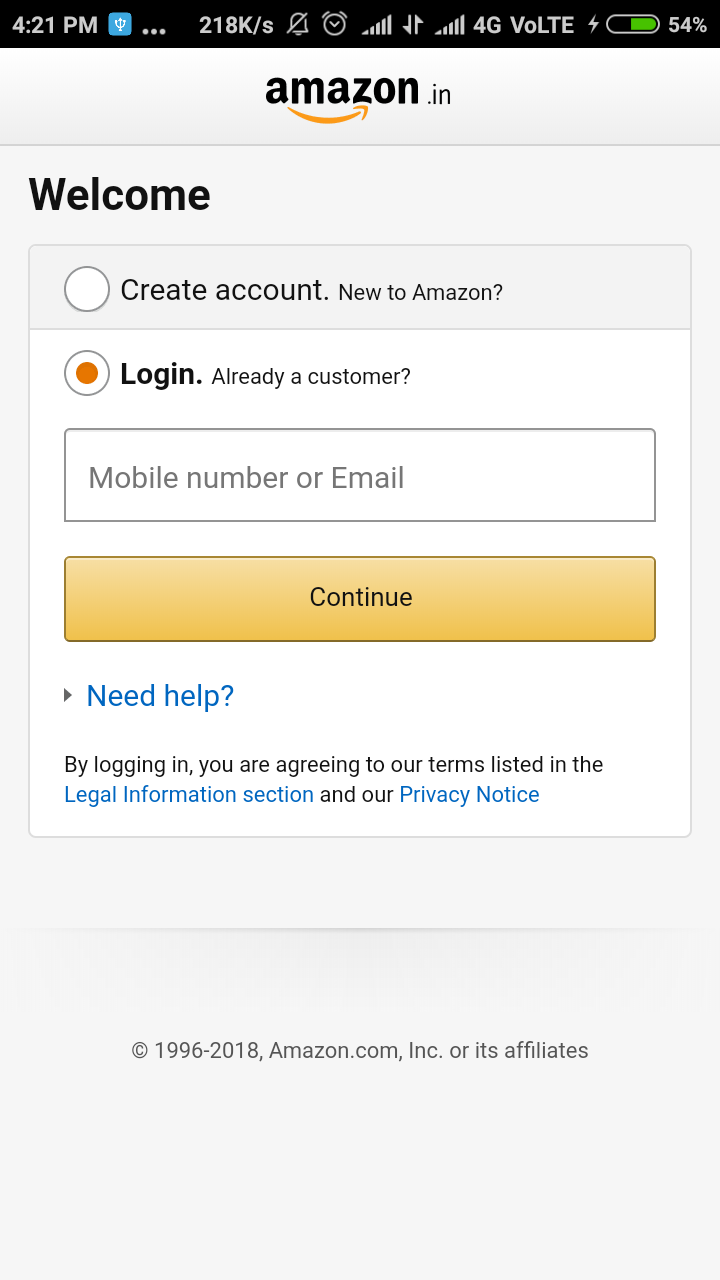 4:21 PM ... 218K/s 4G VoLTE 54%
amazon.in
Welcome
Create account. New to Amazon?
Login. Already a customer?
Mobile number or Email
Continue
Need help?
By logging in, you are agreeing to our terms listed in the
Legal Information section and our Privacy Notice
© 1996-2018, Amazon.com, Inc. or its affiliates